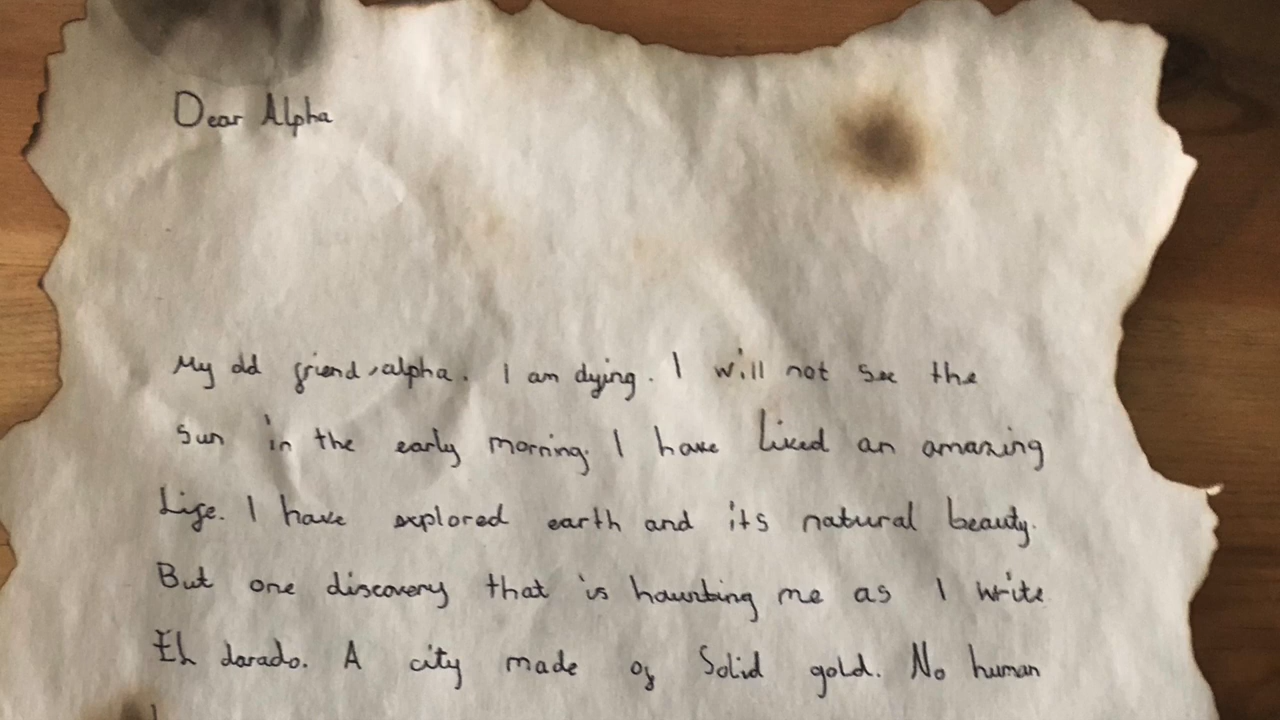 Dear Alpha
My old friend, alpha. I am dying. I will not see the
sun in the early morning. I have lived an amazing
Life. I have explored earth and its natural beauty.
But one discovery that is haunting me as I write
El darado. A city made of Solid gold. No human